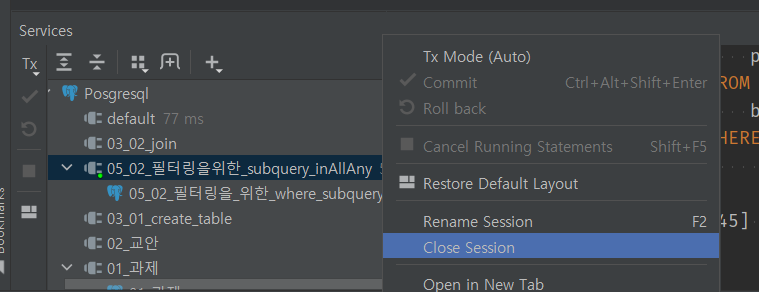 Services
Tx
Posgresql
default 77 ms
03_02_join
05_02_필터링을위한_subquery_inAllAny
05_02_필터링을_위한_where_subquery
03_01_create_table
02_교안
01_과제
Tx Mode (Auto)
Commit Ctrl+Alt+Shift+Enter
Roll back
Cancel Running Statements Shift+F5
Restore Default Layout
Rename Session F2
Close Session
Open in New Tab
p
ROM
b
HERE
45]